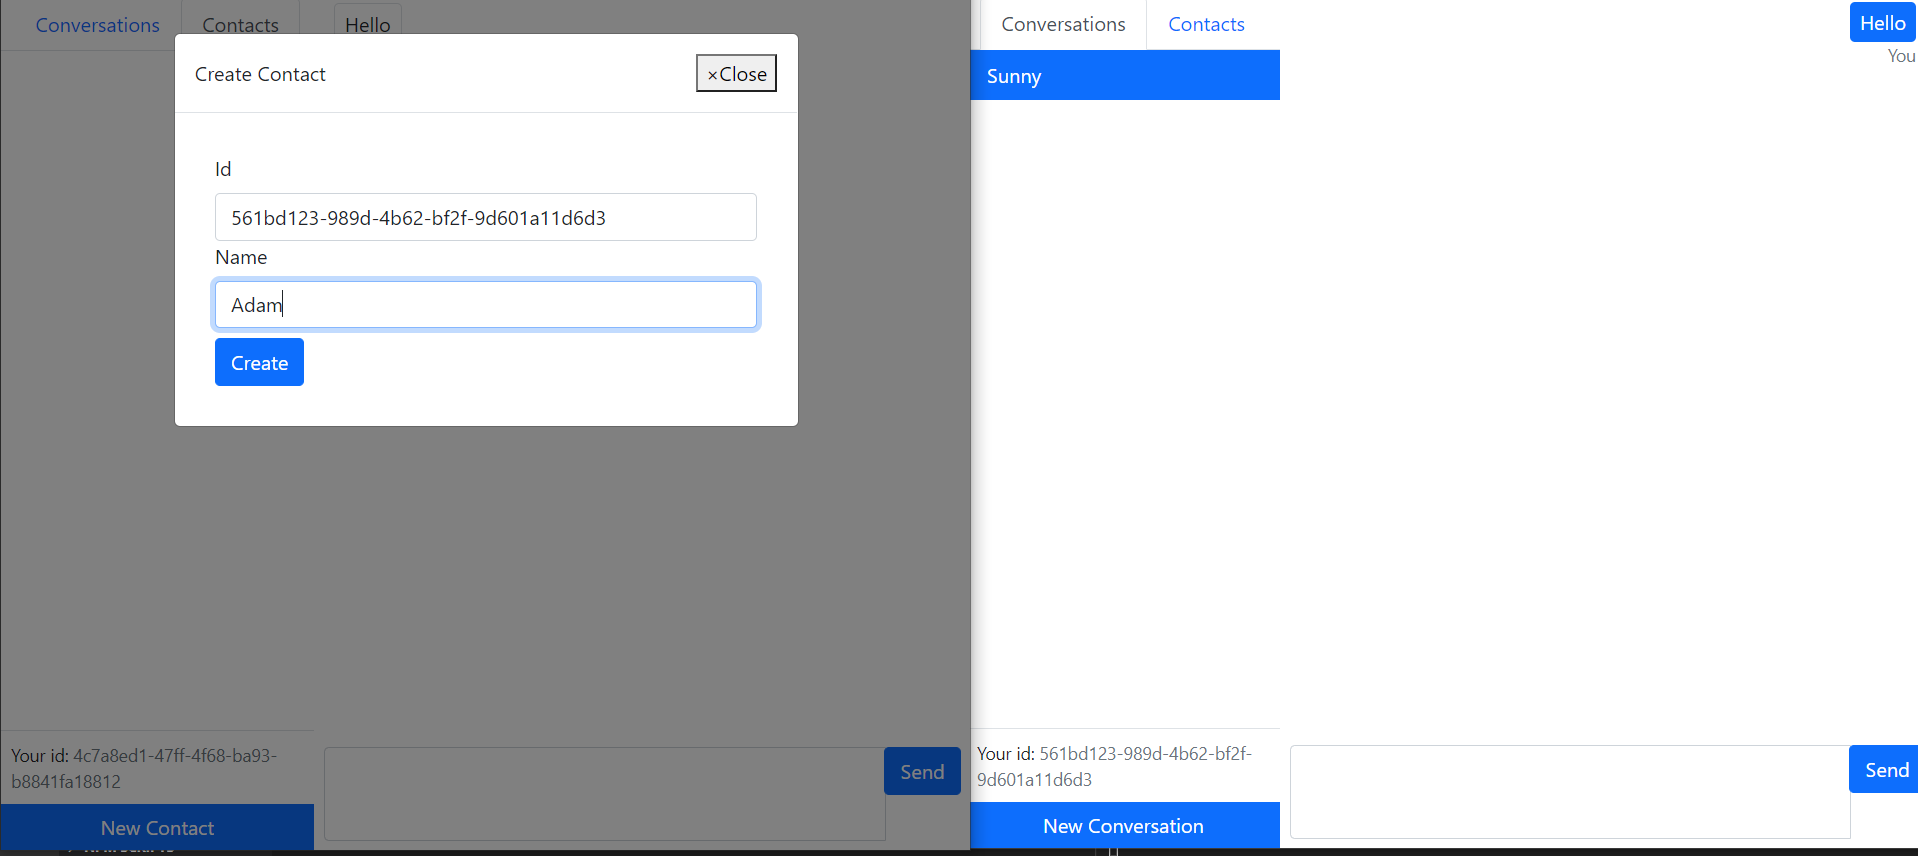 Conversations
Contacts
Hello
Create Contact
×Close
Id
561bd123-989d-4b62-bf2f-9d601a11d6d3
Name
Adam
Create
Your id: 4c7a8ed1-47ff-4f68-ba93-
b8841fa18812
New Contact
Send
Conversations
Contacts
Sunny
Hello
You
Your id: 561bd123-989d-4b62-bf2f-
9d601a11d6d3
New Conversation
Send